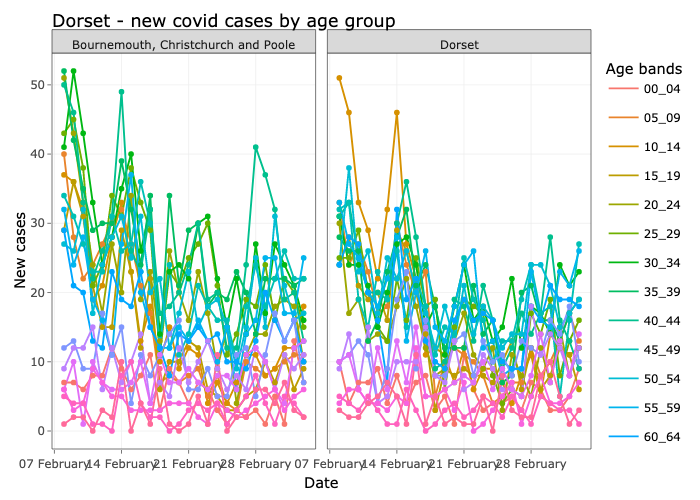 Dorset - new covid cases by age group
Bournemouth, Christchurch and Poole
Dorset
New cases
50
40
30
20
10
0
07 February
14 February
21 February
28 February
07 February
14 February
21 February
28 February
Date
Age bands
00_04
05_09
10_14
15_19
20_24
25_29
30_34
35_39
40_44
45_49
50_54
55_59
60_64